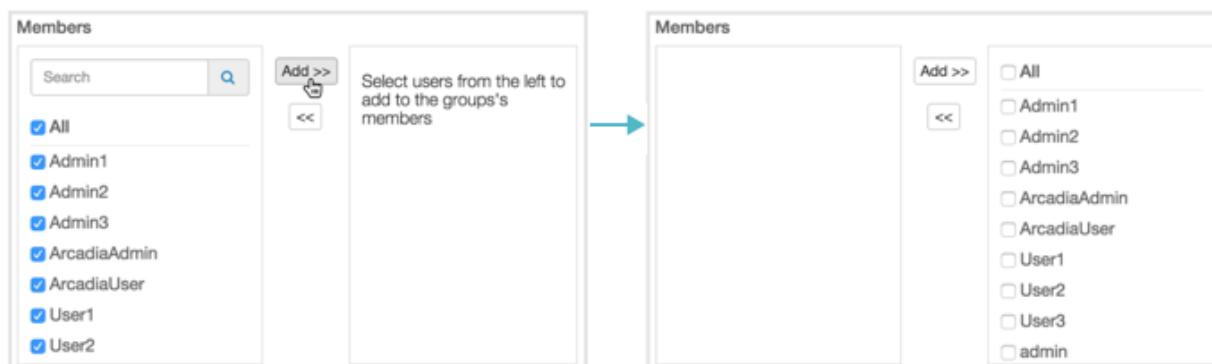 Members
Search
All
Admin1
Admin2
Admin3
ArcadiaAdmin
ArcadiaUser
User1
User2
Add >>
<<
Select users from the left to
add to the groups's
members
Members
Add >>
<<
All
Admin1
Admin2
Admin3
ArcadiaAdmin
ArcadiaUser
User1
User2
User3
admin